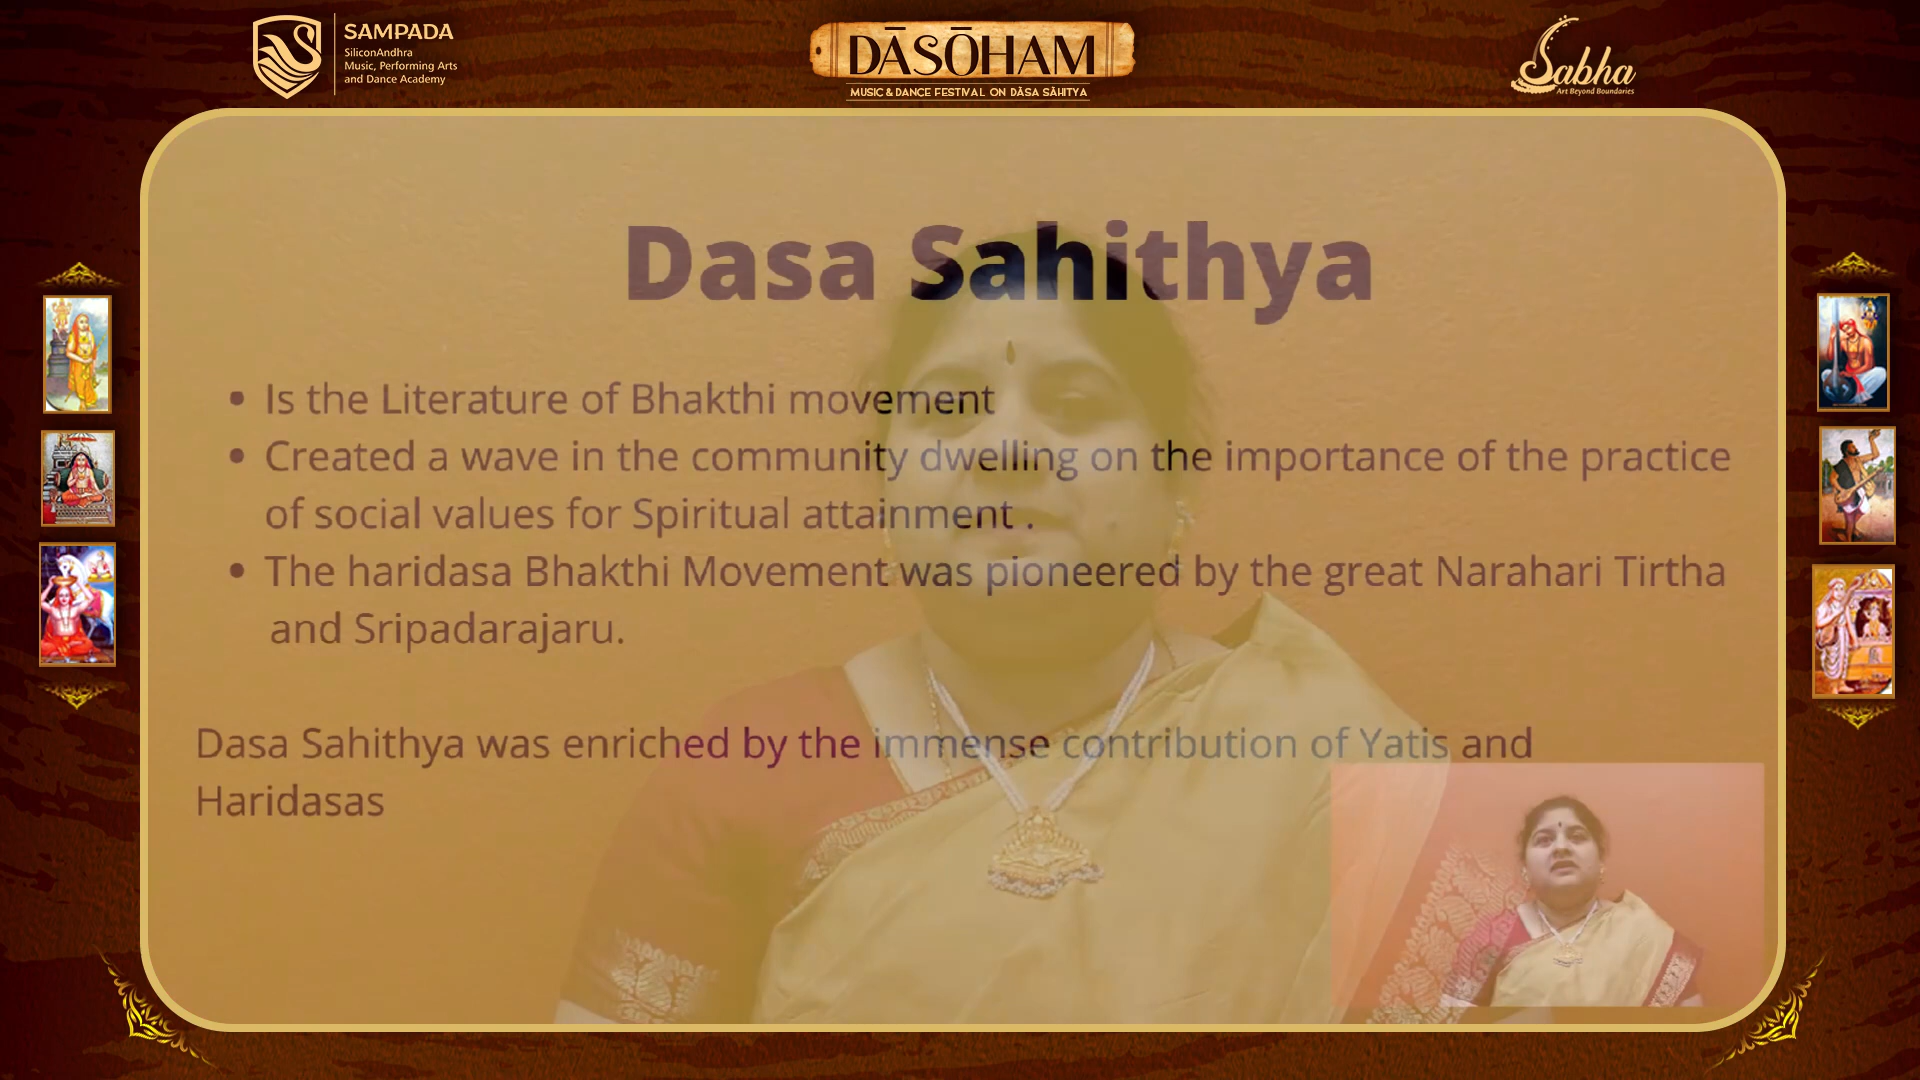 SAMPADA
SiliconAndhra
Music, Performing Arts
and Dance Academy
DĀSŌHAM
MUSIC & DANCE FESTIVAL ON DĀSA SĀHITYA
Sabha
Art Beyond Boundaries
Dasa Sahithya
• Is the Literature of Bhakthi movement
• Created a wave in the community dwelling on the importance of the practice
of social values for Spiritual attainment .
• The haridasa Bhakthi Movement was pioneered by the great Narahari Tirtha
and Sripadarajaru.
Dasa Sahithya was enriched by the immense contribution of Yatis and
Haridasas